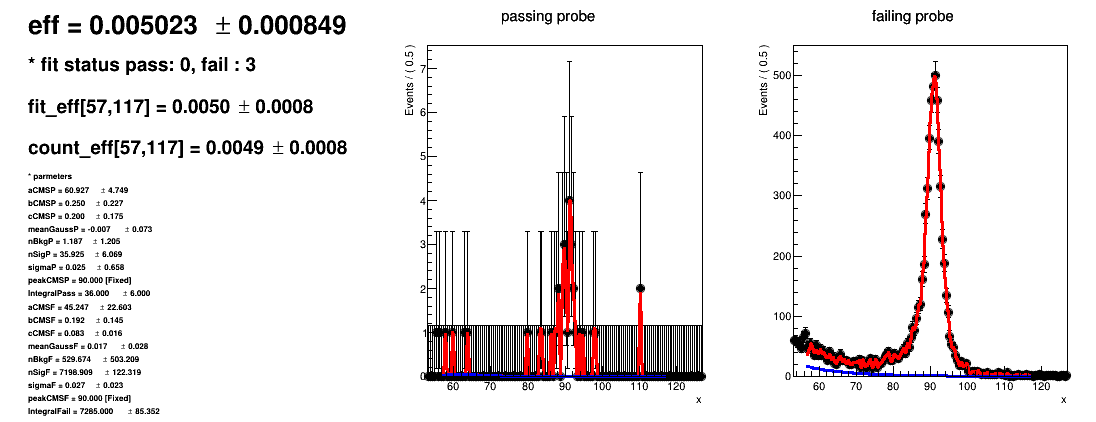 eff = 0.005023 ± 0.000849
* fit status pass: 0, fail : 3
fit_eff[57,117] = 0.0050 ± 0.0008
count_eff[57,117] = 0.0049 ± 0.0008
* parmeters
aCMSP = 60.927 ± 4.749
bCMSP = 0.250 ± 0.227
cCMSP = 0.200 ± 0.175
meanGaussP = -0.007 ± 0.073
nBkgP = 1.187 ± 1.205
nSigP = 35.925 ± 6.069
sigmaP = 0.025 ± 0.658
peakCMSP = 90.000 [Fixed]
IntegralPass = 36.000 ± 6.000
aCMSF = 45.247 ± 22.603
bCMSF = 0.192 ± 0.145
cCMSF = 0.083 ± 0.016
meanGaussF = 0.017 ± 0.028
nBkgF = 529.674 ± 503.209
nSigF = 7198.909 ± 122.319
sigmaF = 0.027 ± 0.023
peakCMSF = 90.000 [Fixed]
IntegralFail = 7285.000 ± 85.352
passing probe
Events / ( 0.5 )
7
6
5
4
3
2
1
0
60 70 80 90 100 110 120
x
failing probe
Events / ( 0.5 )
500
400
300
200
100
0
60 70 80 90 100 110 120
x